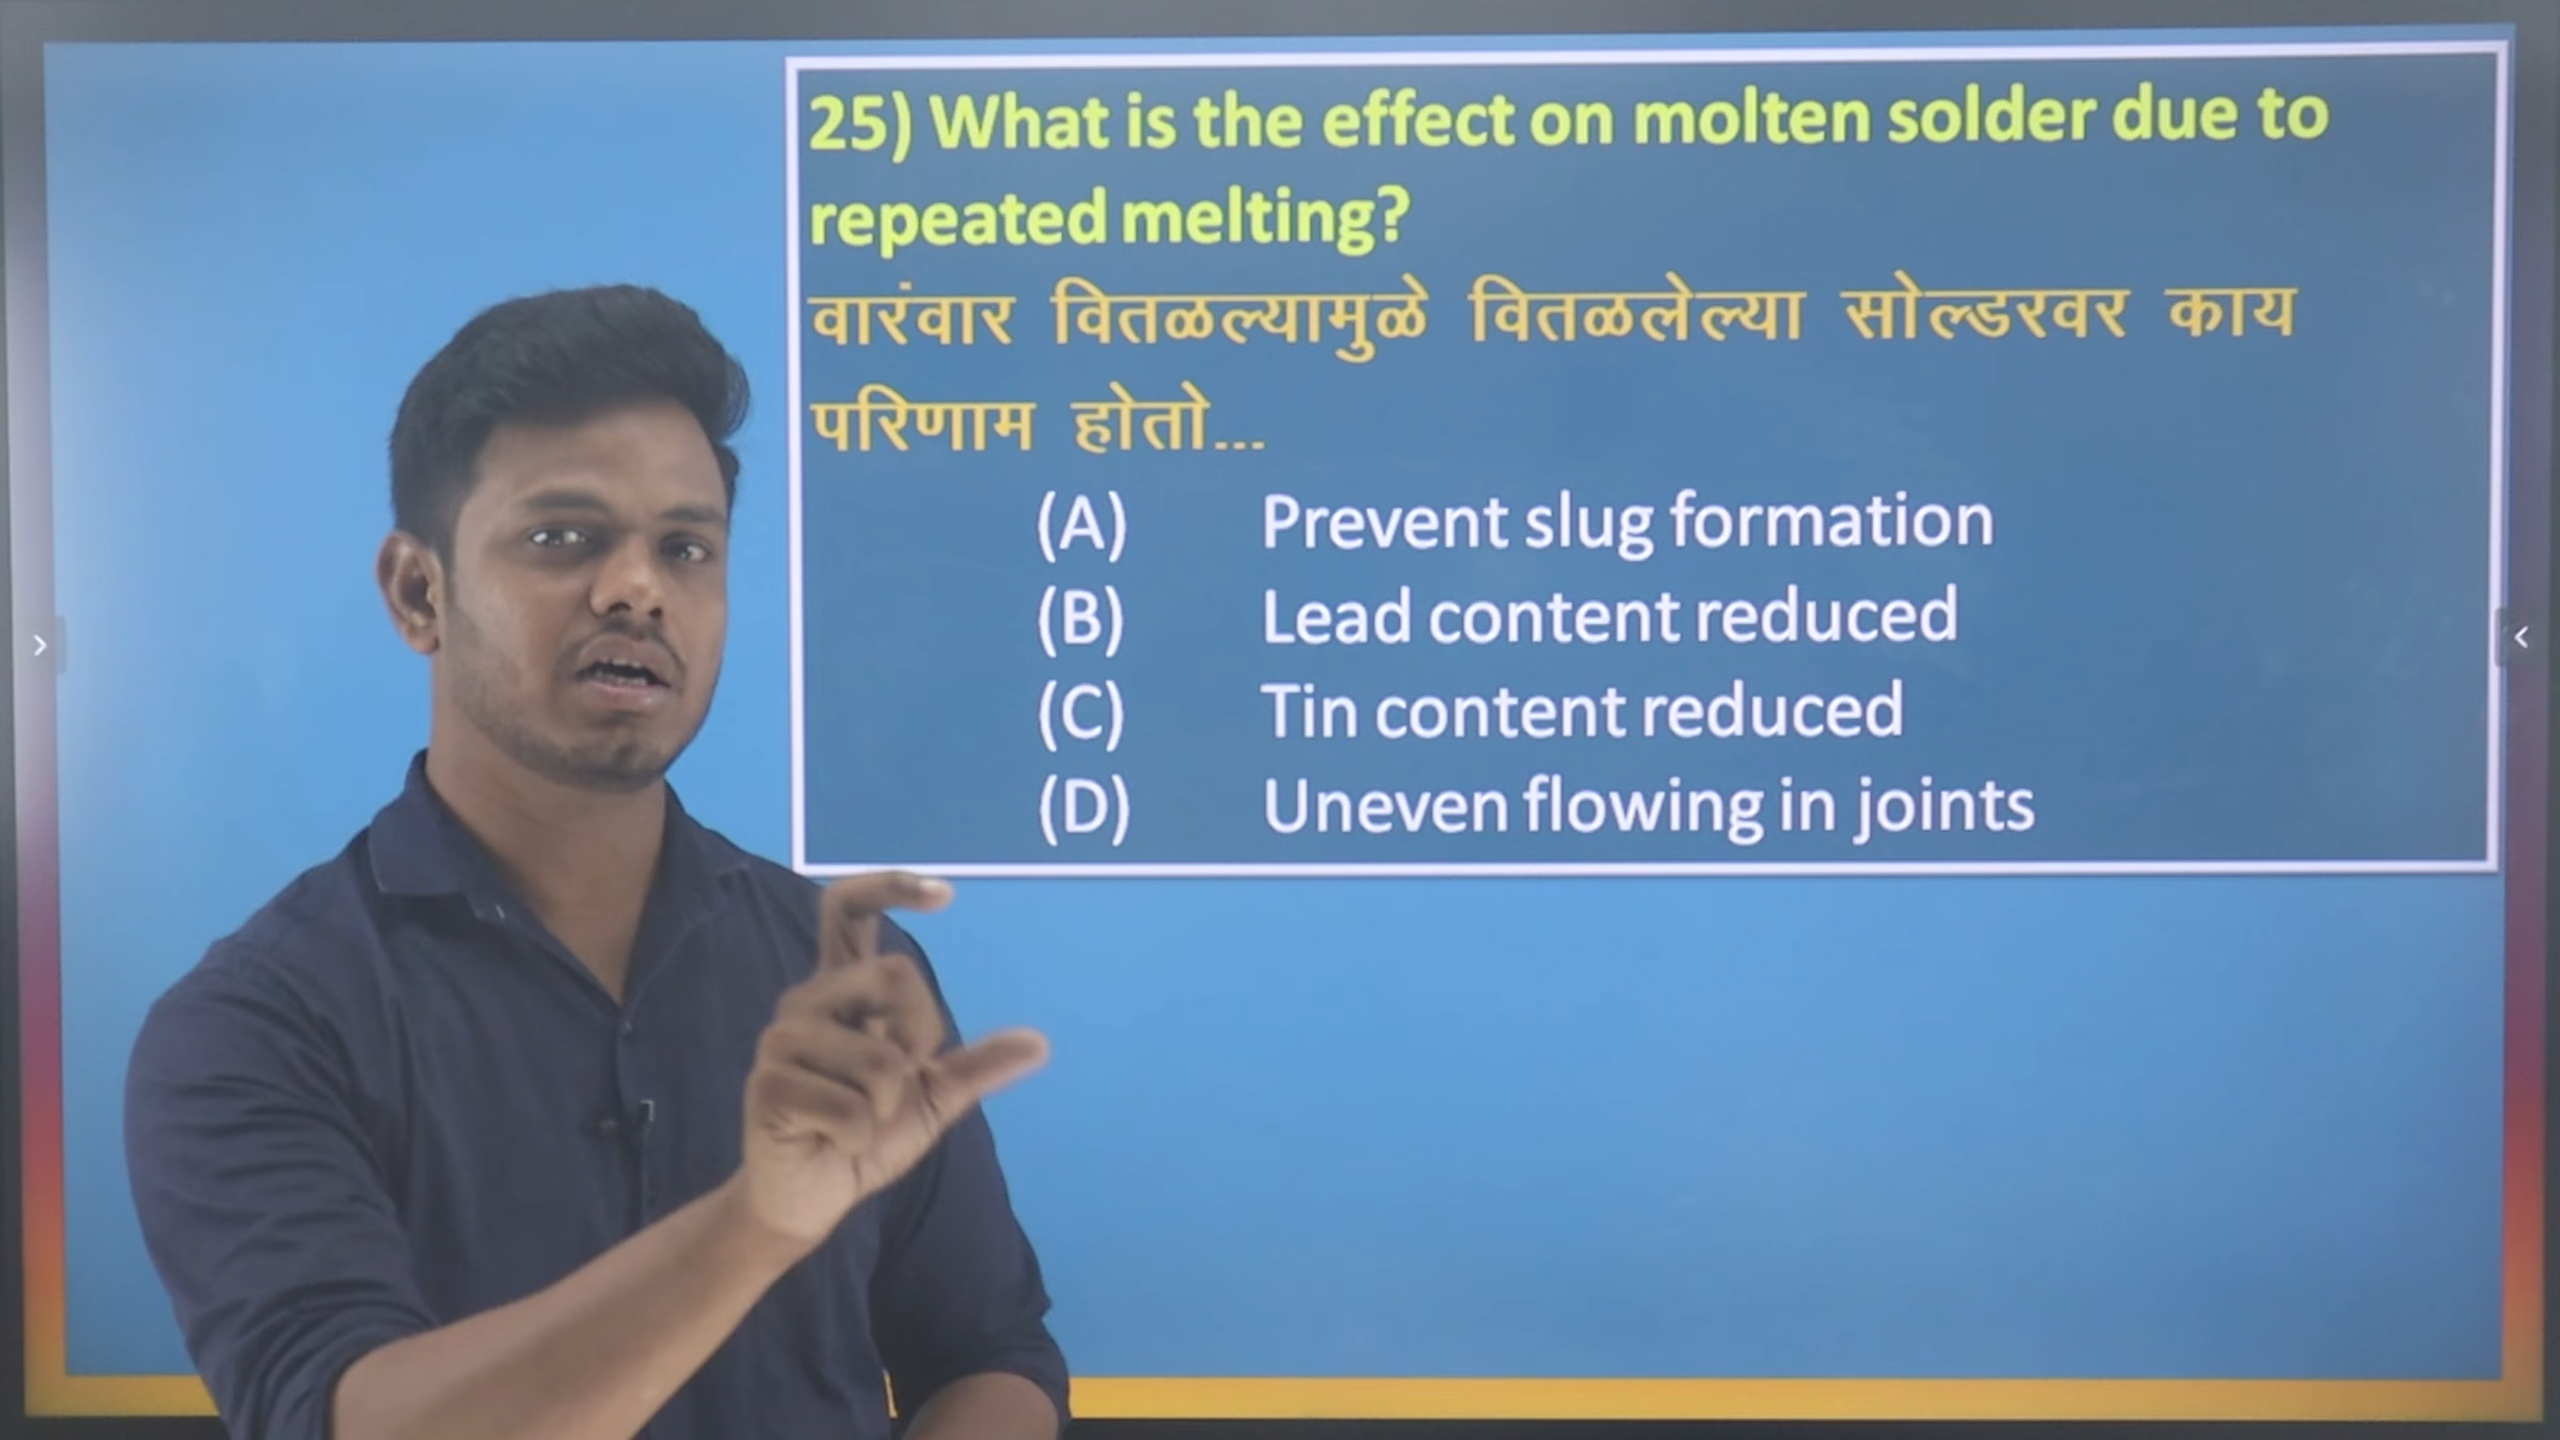 25) What is the effect on molten solder due to
repeated melting?
वारंवार वितळल्यामुळे वितळलेल्या सोल्डरवर काय
परिणाम होतो...
(A) Prevent slug formation
(B) Lead content reduced
(C) Tin content reduced
(D) Uneven flowing in joints